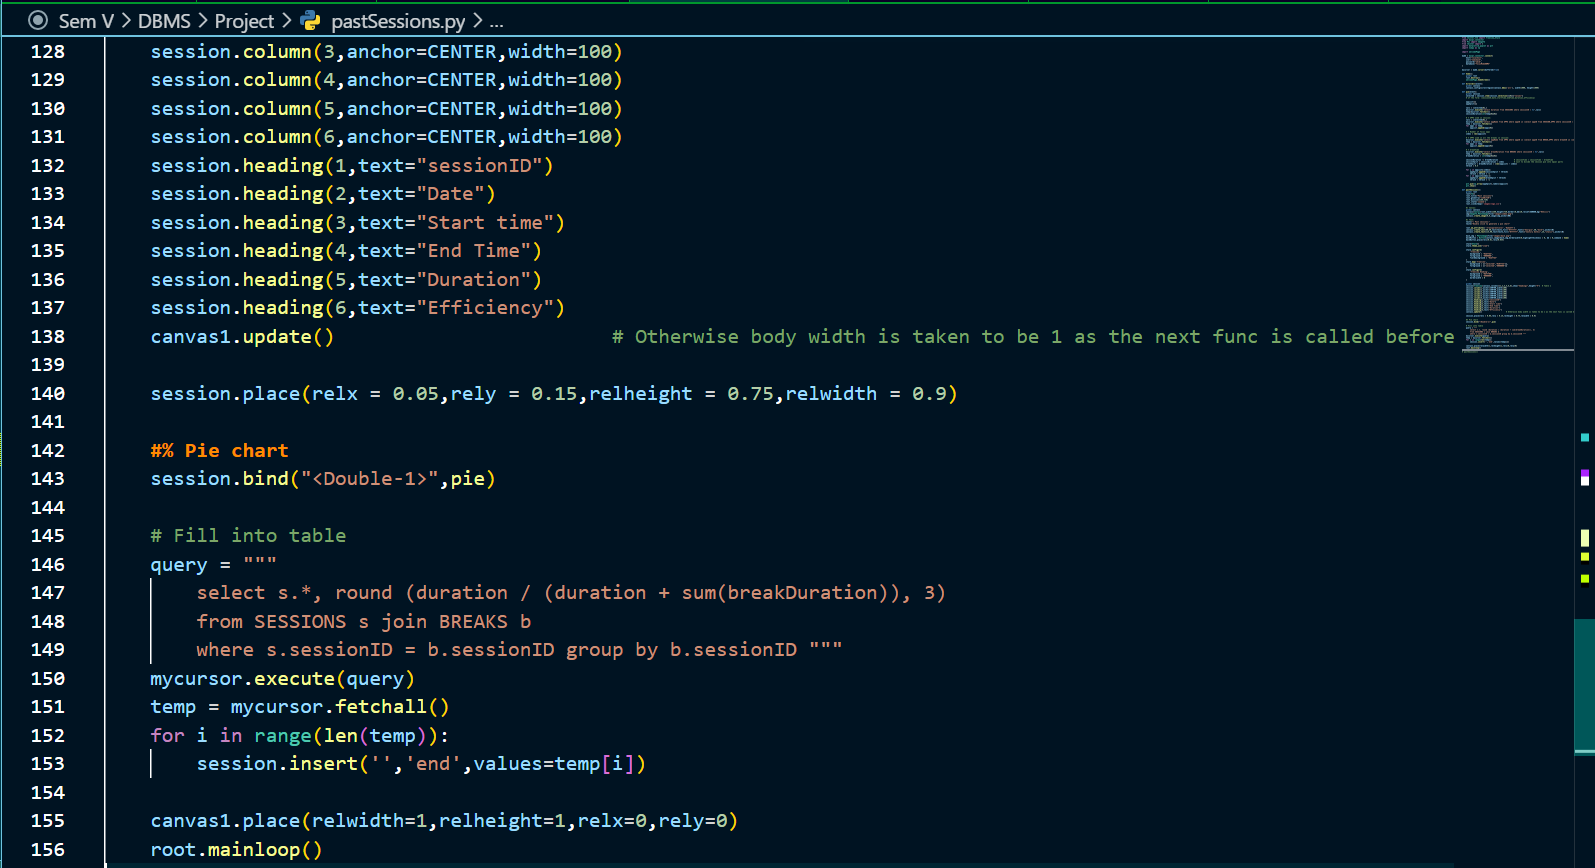 Sem V > DBMS > Project > pastSessions.py > ...
128 session.column(3,anchor=CENTER,width=100)
129 session.column(4,anchor=CENTER,width=100)
130 session.column(5,anchor=CENTER,width=100)
131 session.column(6,anchor=CENTER,width=100)
132 session.heading(1,text="sessionID")
133 session.heading(2,text="Date")
134 session.heading(3,text="Start time")
135 session.heading(4,text="End Time")
136 session.heading(5,text="Duration")
137 session.heading(6,text="Efficiency")
138 canvas1.update() # Otherwise body width is taken to be 1 as the next func is called before
139
140 session.place(relx = 0.05,rely = 0.15,relheight = 0.75,relwidth = 0.9)
141
142 #% Pie chart
143 session.bind("<Double-1>",pie)
144
145 # Fill into table
146 query = """
147 select s.*, round (duration / (duration + sum(breakDuration)), 3)
148 from SESSIONS s join BREAKS b
149 where s.sessionID = b.sessionID group by b.sessionID """
150 mycursor.execute(query)
151 temp = mycursor.fetchall()
152 for i in range(len(temp)):
153 session.insert('','end',values=temp[i])
154
155 canvas1.place(relwidth=1,relheight=1,relx=0,rely=0)
156 root.mainloop()